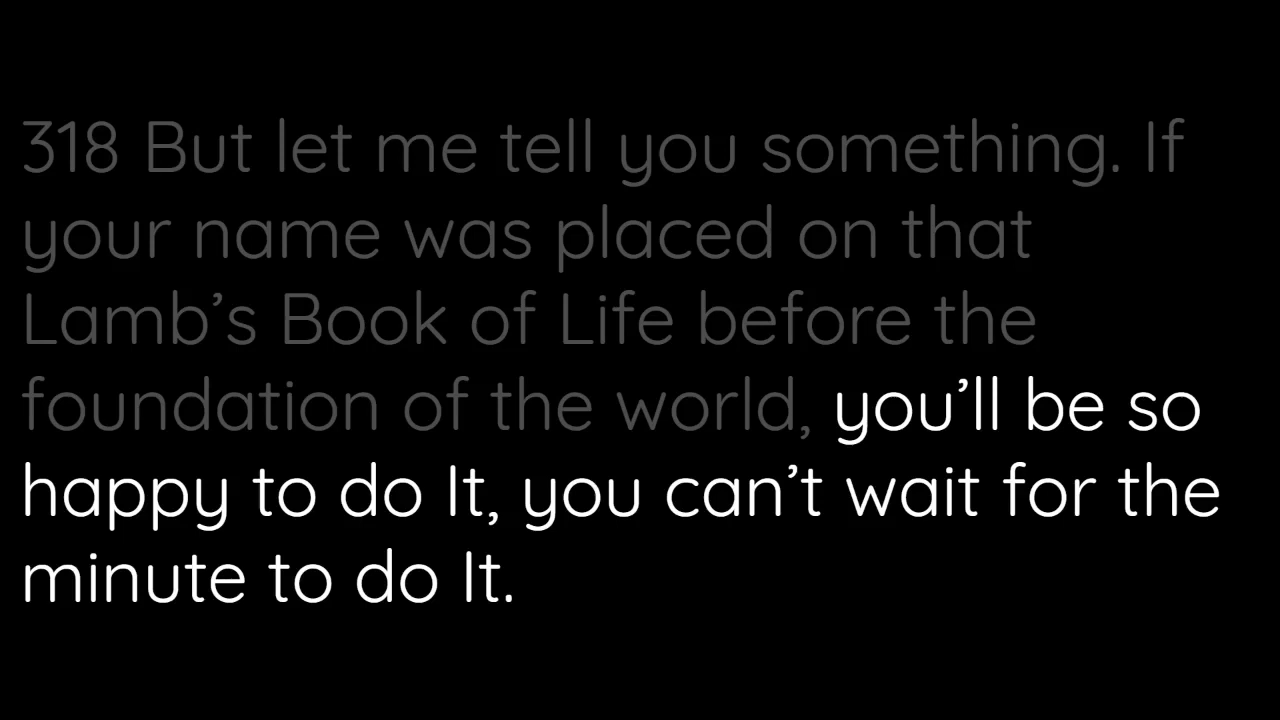 318 But let me tell you something. If
your name was placed on that
Lamb’s Book of Life before the
foundation of the world, you’ll be so
happy to do It, you can’t wait for the
minute to do It.